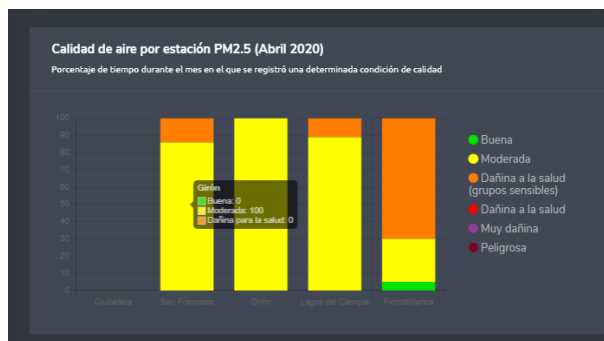 Calidad de aire por estación PM2.5 (Abril 2020)
Porcentaje de tiempo durante el mes en el que se registró una determinada condición de calidad
100
90
80
70
60
50
40
30
20
10
0
Ciudadela
San Francisco
Girón
Lagos del Cacique
Floridablanca
Girón
Buena: 0
Moderada: 100
Dañina para la salud: 0
Buena
Moderada
Dañina a la salud
(grupos sensibles)
Dañina a la salud
Muy dañina
Peligrosa